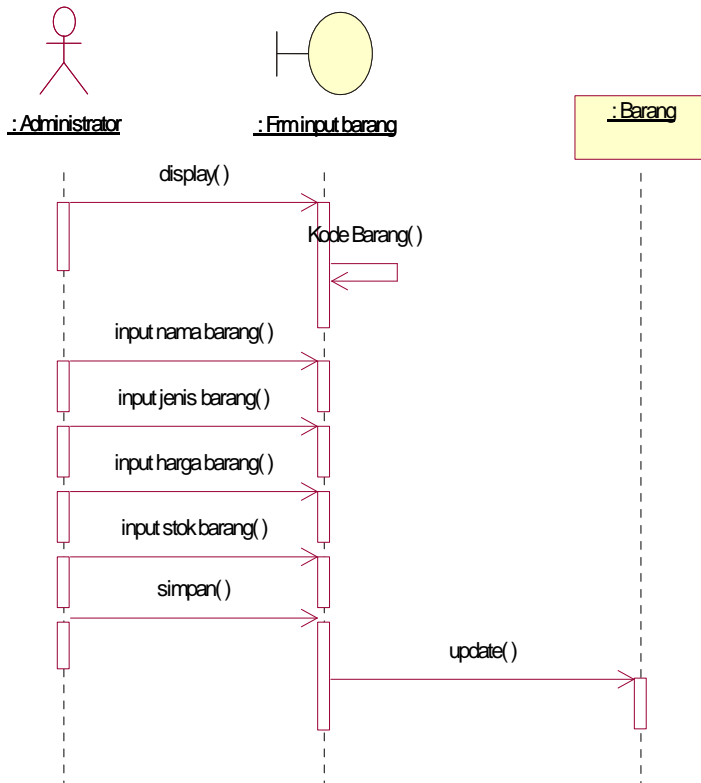 : Administrator
: Frm input barang
: Barang
display( )
Kode Barang( )
input nama barang( )
input jenis barang( )
input harga barang( )
input stok barang( )
simpan( )
update( )